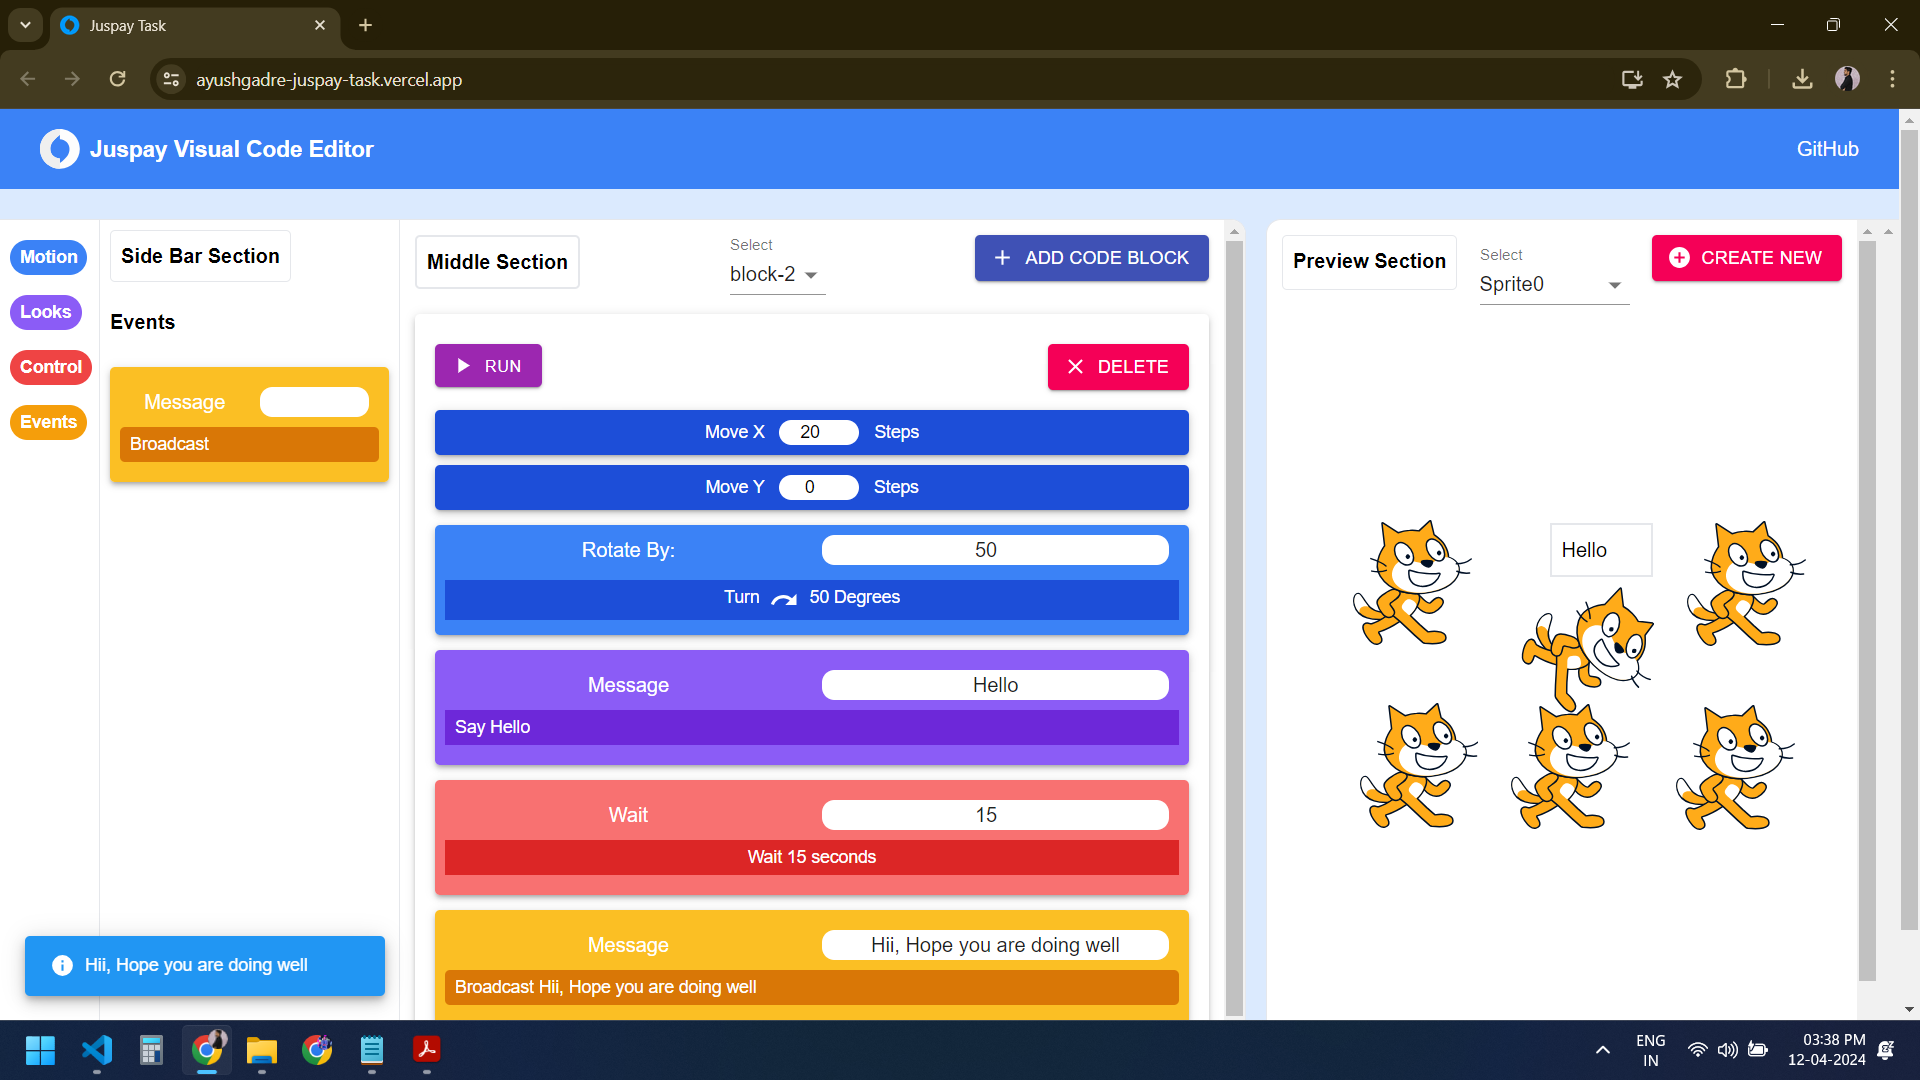 Juspay Task
ayushgadre-juspay-task.vercel.app
Juspay Visual Code Editor
GitHub
Motion
Looks
Control
Events
Side Bar Section
Events
Message
Broadcast
Middle Section
Select
block-2
ADD CODE BLOCK
RUN
DELETE
Move X 20 Steps
Move Y 0 Steps
Rotate By: 50
Turn 50 Degrees
Message Hello
Say Hello
Wait 15
Wait 15 seconds
Message Hii, Hope you are doing well
Broadcast Hii, Hope you are doing well
Preview Section
Select
Sprite0
CREATE NEW
Hello
Hii, Hope you are doing well
ENG
IN
03:38 PM
12-04-2024